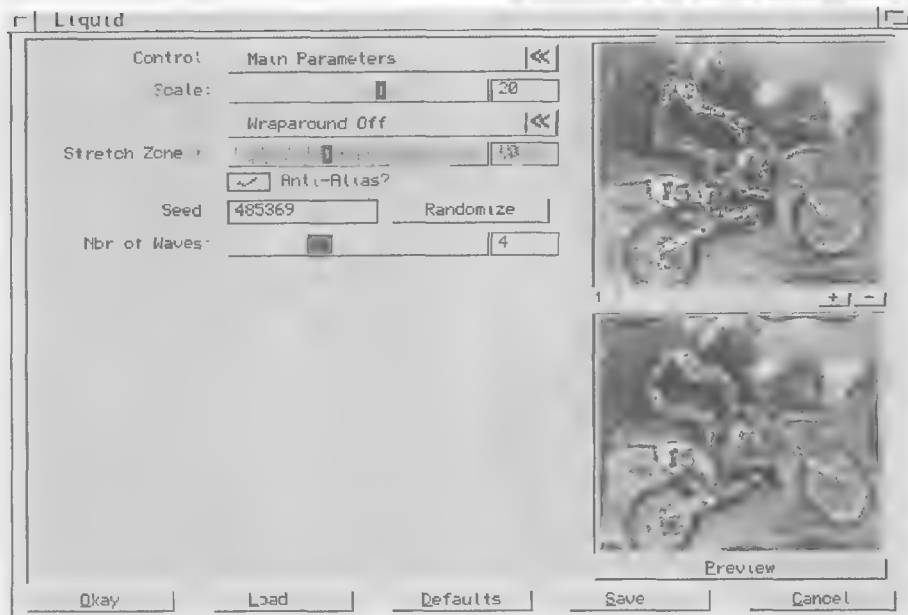 Liquid
Control Main Parameters <<
Scale: 20
Wraparound Off <<
Stretch Zone
Anti-Alias?
Seed 485369 Randomize
Nbr of Waves: 4
1 + -
Preview
Okay Load Defaults Save Cancel